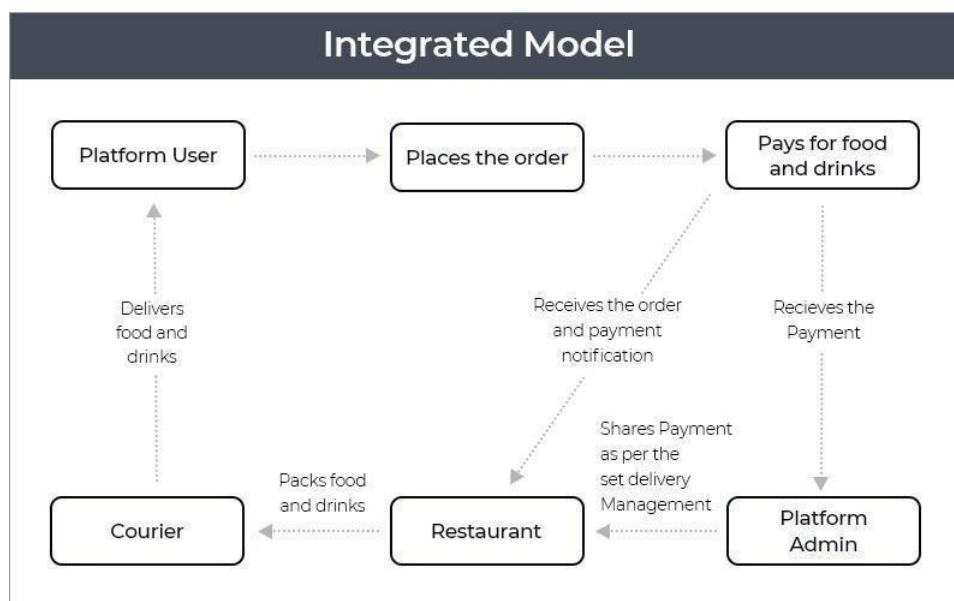 Integrated Model
Platform User
Places the order
Pays for food
and drinks
Delivers
food and
drinks
Receives the order
and payment
notification
Recieves the
Payment
Shares Payment
as per the
set delivery
Management
Packs food
and drinks
Courier
Restaurant
Platform
Admin